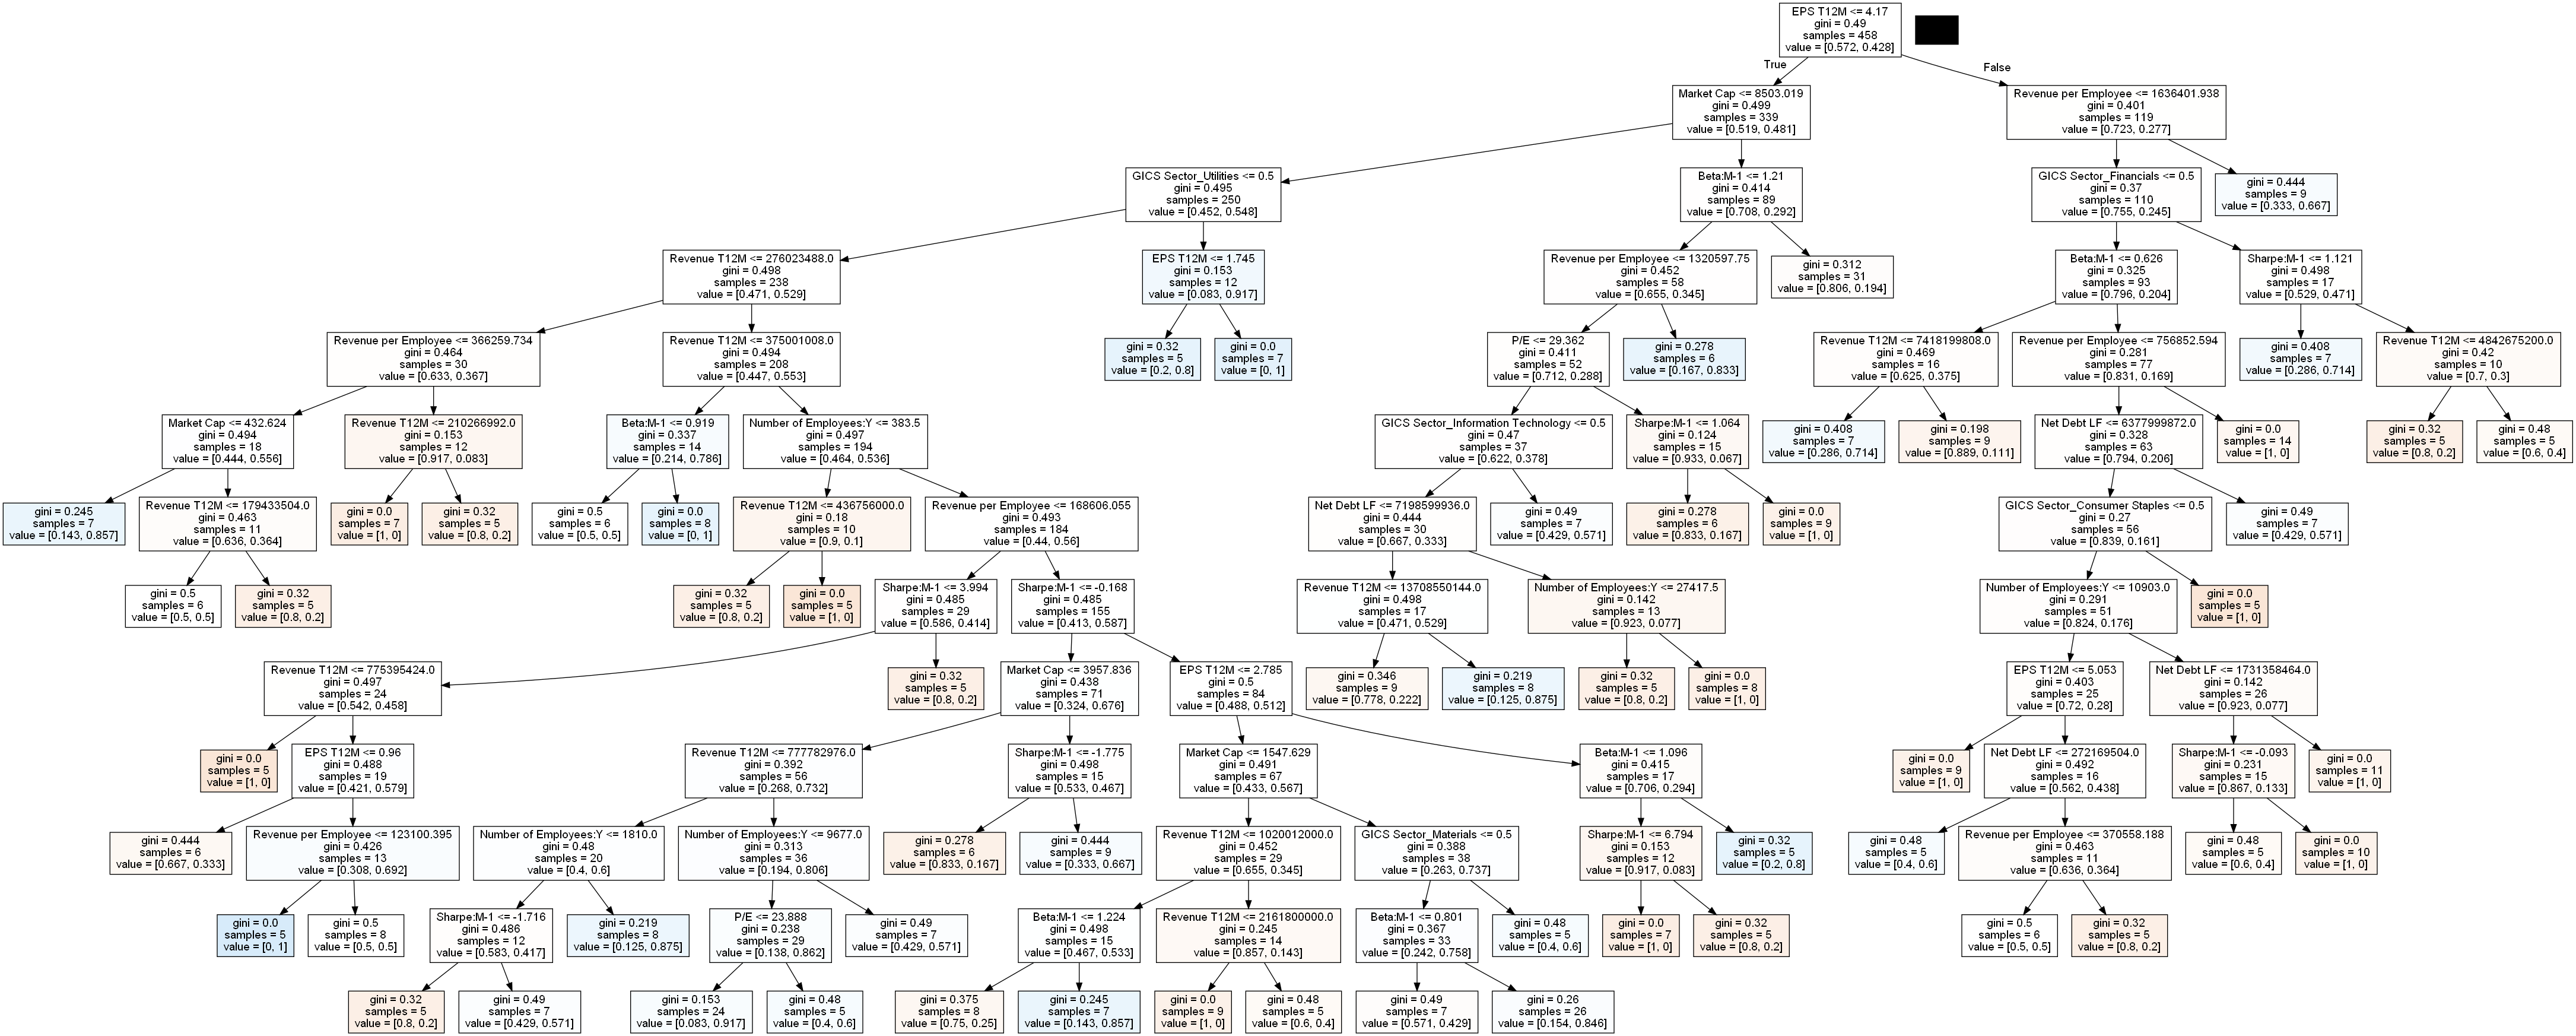 EPS T12M <= 4.17
gini = 0.49
samples = 458
value = [0.572, 0.428]
True
False
Market Cap <= 8503.019
gini = 0.499
samples = 339
value = [0.519, 0.481]
Revenue per Employee <= 1636401.938
gini = 0.401
samples = 119
value = [0.723, 0.277]
GICS Sector_Utilities <= 0.5
gini = 0.495
samples = 250
value = [0.452, 0.548]
Beta:M-1 <= 1.21
gini = 0.414
samples = 89
value = [0.708, 0.292]
GICS Sector_Financials <= 0.5
gini = 0.37
samples = 110
value = [0.755, 0.245]
gini = 0.444
samples = 9
value = [0.333, 0.667]
Revenue T12M <= 276023488.0
gini = 0.498
samples = 238
value = [0.471, 0.529]
EPS T12M <= 1.745
gini = 0.153
samples = 12
value = [0.083, 0.917]
Revenue per Employee <= 1320597.75
gini = 0.452
samples = 58
value = [0.655, 0.345]
gini = 0.312
samples = 31
value = [0.806, 0.194]
Beta:M-1 <= 0.626
gini = 0.325
samples = 93
value = [0.796, 0.204]
Sharpe:M-1 <= 1.121
gini = 0.498
samples = 17
value = [0.529, 0.471]
Revenue per Employee <= 366259.734
gini = 0.464
samples = 30
value = [0.633, 0.367]
Revenue T12M <= 375001008.0
gini = 0.494
samples = 208
value = [0.447, 0.553]
gini = 0.32
samples = 5
value = [0.2, 0.8]
gini = 0.0
samples = 7
value = [0, 1]
P/E <= 29.362
gini = 0.411
samples = 52
value = [0.712, 0.288]
gini = 0.278
samples = 6
value = [0.167, 0.833]
Revenue T12M <= 7418199808.0
gini = 0.469
samples = 16
value = [0.625, 0.375]
Revenue per Employee <= 756852.594
gini = 0.281
samples = 77
value = [0.831, 0.169]
gini = 0.408
samples = 7
value = [0.286, 0.714]
Revenue T12M <= 4842675200.0
gini = 0.42
samples = 10
value = [0.7, 0.3]
Market Cap <= 432.624
gini = 0.494
samples = 18
value = [0.444, 0.556]
Revenue T12M <= 210266992.0
gini = 0.153
samples = 12
value = [0.917, 0.083]
Beta:M-1 <= 0.919
gini = 0.337
samples = 14
value = [0.214, 0.786]
Number of Employees:Y <= 383.5
gini = 0.497
samples = 194
value = [0.464, 0.536]
GICS Sector_Information Technology <= 0.5
gini = 0.47
samples = 37
value = [0.622, 0.378]
Sharpe:M-1 <= 1.064
gini = 0.124
samples = 15
value = [0.933, 0.067]
gini = 0.408
samples = 7
value = [0.286, 0.714]
gini = 0.198
samples = 9
value = [0.889, 0.111]
Net Debt LF <= 6377999872.0
gini = 0.328
samples = 63
value = [0.794, 0.206]
gini = 0.0
samples = 14
value = [1, 0]
gini = 0.32
samples = 5
value = [0.8, 0.2]
gini = 0.48
samples = 5
value = [0.6, 0.4]
gini = 0.245
samples = 7
value = [0.143, 0.857]
Revenue T12M <= 179433504.0
gini = 0.463
samples = 11
value = [0.636, 0.364]
gini = 0.0
samples = 7
value = [1, 0]
gini = 0.32
samples = 5
value = [0.8, 0.2]
gini = 0.5
samples = 6
value = [0.5, 0.5]
gini = 0.0
samples = 8
value = [0, 1]
Revenue T12M <= 436756000.0
gini = 0.18
samples = 10
value = [0.9, 0.1]
Revenue per Employee <= 168606.055
gini = 0.493
samples = 184
value = [0.44, 0.56]
Net Debt LF <= 7198599936.0
gini = 0.444
samples = 30
value = [0.667, 0.333]
gini = 0.49
samples = 7
value = [0.429, 0.571]
gini = 0.278
samples = 6
value = [0.833, 0.167]
gini = 0.0
samples = 9
value = [1, 0]
GICS Sector_Consumer Staples <= 0.5
gini = 0.27
samples = 56
value = [0.839, 0.161]
gini = 0.49
samples = 7
value = [0.429, 0.571]
gini = 0.5
samples = 6
value = [0.5, 0.5]
gini = 0.32
samples = 5
value = [0.8, 0.2]
gini = 0.32
samples = 5
value = [0.8, 0.2]
gini = 0.0
samples = 5
value = [1, 0]
Sharpe:M-1 <= 3.994
gini = 0.485
samples = 29
value = [0.586, 0.414]
Sharpe:M-1 <= -0.168
gini = 0.485
samples = 155
value = [0.413, 0.587]
Revenue T12M <= 13708550144.0
gini = 0.498
samples = 17
value = [0.471, 0.529]
Number of Employees:Y <= 27417.5
gini = 0.142
samples = 13
value = [0.923, 0.077]
Number of Employees:Y <= 10903.0
gini = 0.291
samples = 51
value = [0.824, 0.176]
gini = 0.0
samples = 5
value = [1, 0]
Revenue T12M <= 775395424.0
gini = 0.497
samples = 24
value = [0.542, 0.458]
gini = 0.32
samples = 5
value = [0.8, 0.2]
Market Cap <= 3957.836
gini = 0.438
samples = 71
value = [0.324, 0.676]
EPS T12M <= 2.785
gini = 0.5
samples = 84
value = [0.488, 0.512]
gini = 0.346
samples = 9
value = [0.778, 0.222]
gini = 0.219
samples = 8
value = [0.125, 0.875]
gini = 0.32
samples = 5
value = [0.8, 0.2]
gini = 0.0
samples = 8
value = [1, 0]
EPS T12M <= 5.053
gini = 0.403
samples = 25
value = [0.72, 0.28]
Net Debt LF <= 1731358464.0
gini = 0.142
samples = 26
value = [0.923, 0.077]
gini = 0.0
samples = 5
value = [1, 0]
EPS T12M <= 0.96
gini = 0.488
samples = 19
value = [0.421, 0.579]
Revenue T12M <= 777782976.0
gini = 0.392
samples = 56
value = [0.268, 0.732]
Sharpe:M-1 <= -1.775
gini = 0.498
samples = 15
value = [0.533, 0.467]
Market Cap <= 1547.629
gini = 0.491
samples = 67
value = [0.433, 0.567]
Beta:M-1 <= 1.096
gini = 0.415
samples = 17
value = [0.706, 0.294]
gini = 0.0
samples = 9
value = [1, 0]
Net Debt LF <= 272169504.0
gini = 0.492
samples = 16
value = [0.562, 0.438]
Sharpe:M-1 <= -0.093
gini = 0.231
samples = 15
value = [0.867, 0.133]
gini = 0.0
samples = 11
value = [1, 0]
gini = 0.444
samples = 6
value = [0.667, 0.333]
Revenue per Employee <= 123100.395
gini = 0.426
samples = 13
value = [0.308, 0.692]
Number of Employees:Y <= 1810.0
gini = 0.48
samples = 20
value = [0.4, 0.6]
Number of Employees:Y <= 9677.0
gini = 0.313
samples = 36
value = [0.194, 0.806]
gini = 0.278
samples = 6
value = [0.833, 0.167]
gini = 0.444
samples = 9
value = [0.333, 0.667]
Revenue T12M <= 1020012000.0
gini = 0.452
samples = 29
value = [0.655, 0.345]
GICS Sector_Materials <= 0.5
gini = 0.388
samples = 38
value = [0.263, 0.737]
Sharpe:M-1 <= 6.794
gini = 0.153
samples = 12
value = [0.917, 0.083]
gini = 0.32
samples = 5
value = [0.2, 0.8]
gini = 0.48
samples = 5
value = [0.4, 0.6]
Revenue per Employee <= 370558.188
gini = 0.463
samples = 11
value = [0.636, 0.364]
gini = 0.48
samples = 5
value = [0.6, 0.4]
gini = 0.0
samples = 10
value = [1, 0]
gini = 0.0
samples = 5
value = [0, 1]
gini = 0.5
samples = 8
value = [0.5, 0.5]
Sharpe:M-1 <= -1.716
gini = 0.486
samples = 12
value = [0.583, 0.417]
gini = 0.219
samples = 8
value = [0.125, 0.875]
P/E <= 23.888
gini = 0.238
samples = 29
value = [0.138, 0.862]
gini = 0.49
samples = 7
value = [0.429, 0.571]
Beta:M-1 <= 1.224
gini = 0.498
samples = 15
value = [0.467, 0.533]
Revenue T12M <= 2161800000.0
gini = 0.245
samples = 14
value = [0.857, 0.143]
Beta:M-1 <= 0.801
gini = 0.367
samples = 33
value = [0.242, 0.758]
gini = 0.48
samples = 5
value = [0.4, 0.6]
gini = 0.0
samples = 7
value = [1, 0]
gini = 0.32
samples = 5
value = [0.8, 0.2]
gini = 0.5
samples = 6
value = [0.5, 0.5]
gini = 0.32
samples = 5
value = [0.8, 0.2]
gini = 0.32
samples = 5
value = [0.8, 0.2]
gini = 0.49
samples = 7
value = [0.429, 0.571]
gini = 0.153
samples = 24
value = [0.083, 0.917]
gini = 0.48
samples = 5
value = [0.4, 0.6]
gini = 0.375
samples = 8
value = [0.75, 0.25]
gini = 0.245
samples = 7
value = [0.143, 0.857]
gini = 0.0
samples = 9
value = [1, 0]
gini = 0.48
samples = 5
value = [0.6, 0.4]
gini = 0.49
samples = 7
value = [0.571, 0.429]
gini = 0.26
samples = 26
value = [0.154, 0.846]